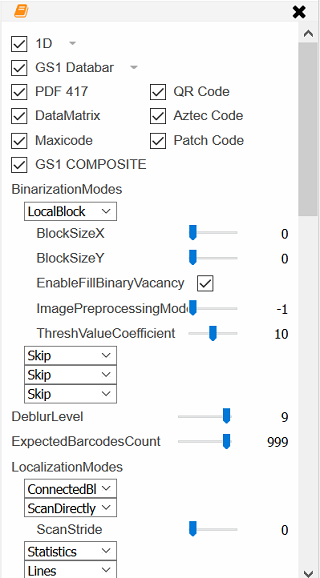 1D
GS1 Databar
PDF 417 QR Code
DataMatrix Aztec Code
Maxicode Patch Code
GS1 COMPOSITE
BinarizationModes
LocalBlock
BlockSizeX 0
BlockSizeY 0
EnableFillBinaryVacancy
ImagePreprocessingMode -1
ThreshValueCoefficient 10
Skip
Skip
Skip
DeblurLevel 9
ExpectedBarcodesCount 999
LocalizationModes
ConnectedBl
ScanDirectly
ScanStride 0
Statistics
Lines